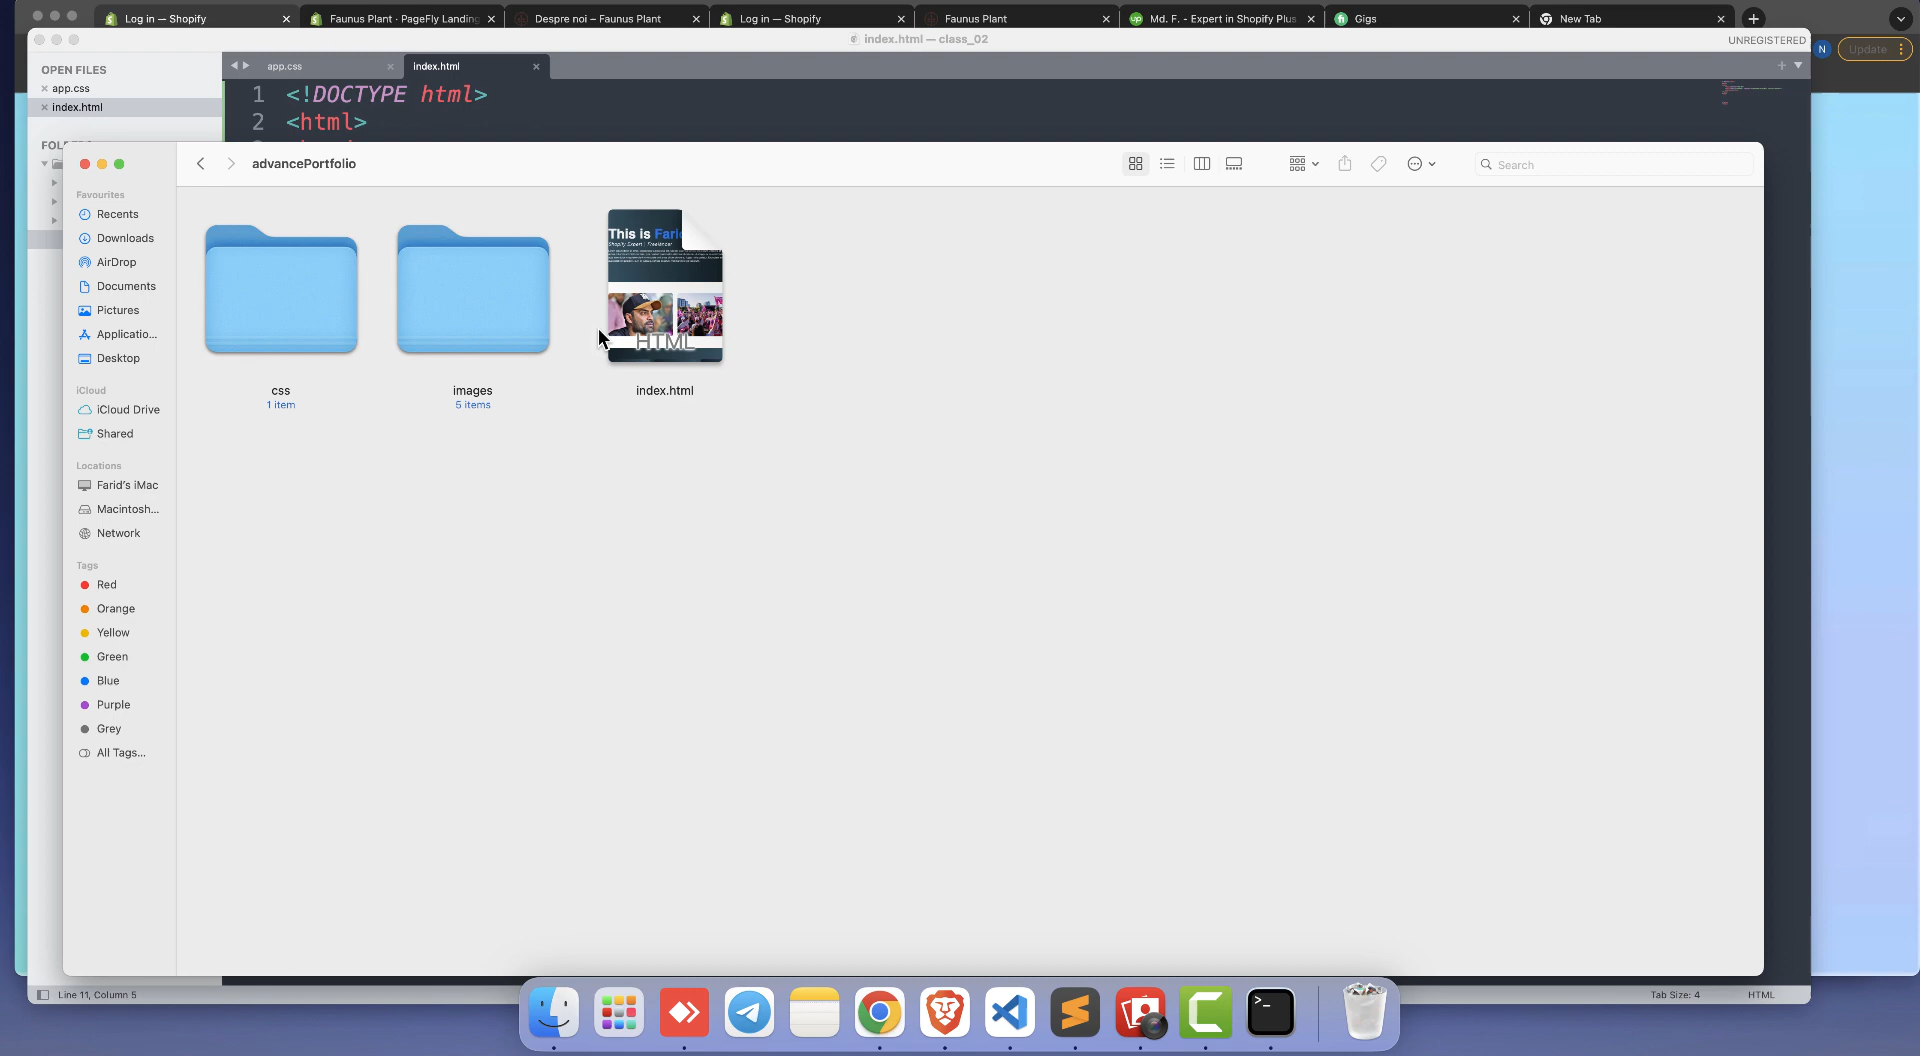 Log in — Shopify
Faunus Plant · PageFly Landing
Despre noi – Faunus Plant
Log in — Shopify
Faunus Plant
Md. F. - Expert in Shopify Plus
Gigs
New Tab
index.html — class_02
UNREGISTERED
N
Update
OPEN FILES
app.css
index.html
app.css
index.html
1 <!DOCTYPE html>
2 <html>
advancePortfolio
Search
Favourites
Recents
Downloads
AirDrop
Documents
Pictures
Applicatio...
Desktop
iCloud
iCloud Drive
Shared
Locations
Farid's iMac
Macintosh...
Network
Tags
Red
Orange
Yellow
Green
Blue
Purple
Grey
All Tags...
This is
Shopify Expert | Freelancer
HTML
css
1 item
images
5 items
index.html
Line 11, Column 5
Tab Size: 4
HTML